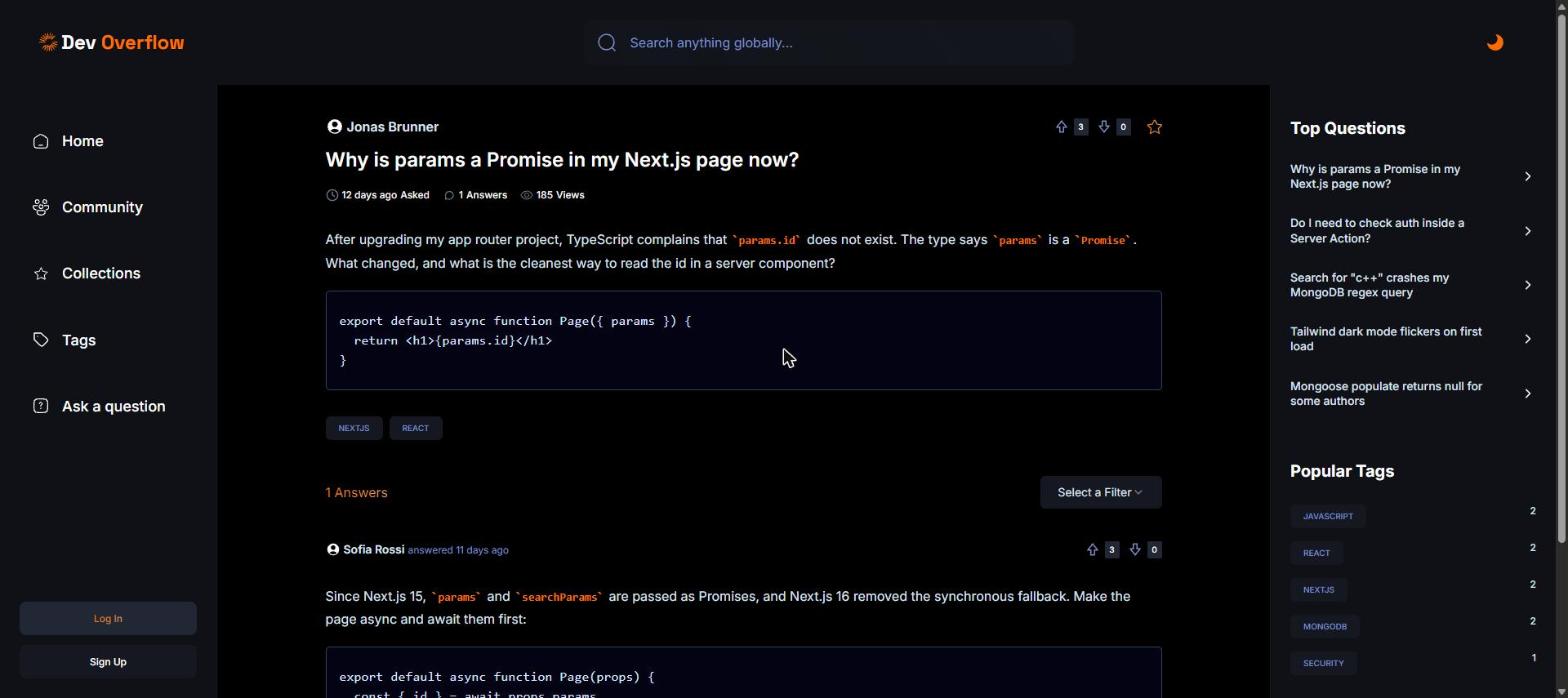 Dev Overflow
Search anything globally...
Home
Community
Collections
Tags
Ask a question
Log In
Sign Up
Jonas Brunner
3
0
Why is params a Promise in my Next.js page now?
12 days ago Asked
1 Answers
185 Views
After upgrading my app router project, TypeScript complains that `params.id` does not exist. The type says `params` is a `Promise`.
What changed, and what is the cleanest way to read the id in a server component?
export default async function Page({ params }) {
  return <h1>{params.id}</h1>
}
NEXTJS
REACT
1 Answers
Select a Filter
Sofia Rossi answered 11 days ago
3
0
Since Next.js 15, `params` and `searchParams` are passed as Promises, and Next.js 16 removed the synchronous fallback. Make the
page async and await them first:
export default async function Page(props) {
  const { id } = await props.params
Top Questions
Why is params a Promise in my
Next.js page now?
Do I need to check auth inside a
Server Action?
Search for "c++" crashes my
MongoDB regex query
Tailwind dark mode flickers on first
load
Mongoose populate returns null for
some authors
Popular Tags
JAVASCRIPT 2
REACT 2
NEXTJS 2
MONGODB 2
SECURITY 1